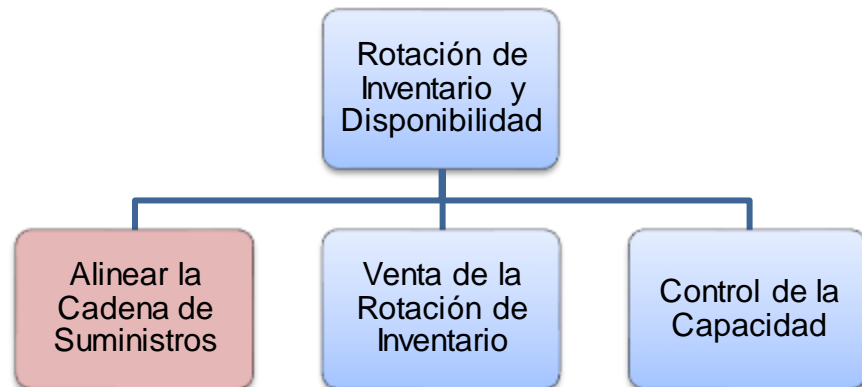 Rotación de
Inventario y
Disponibilidad
Alinear la
Cadena de
Suministros
Venta de la
Rotación de
Inventario
Control de la
Capacidad